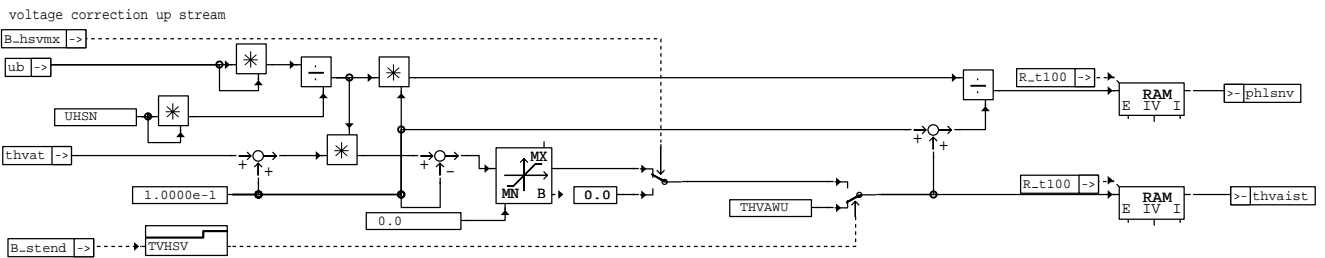 voltage correction up stream
B_hsvmx ->
ub ->
UHSN
thvat ->
1.0000e-1
B_stend ->
TVHSV
+
+
+
-
MX
MN B
0.0
0.0
THVAWU
+ +
+
R_t100 ->
RAM
E IV I
>- phlsnv
R_t100 ->
RAM
E IV I
>- thvaist